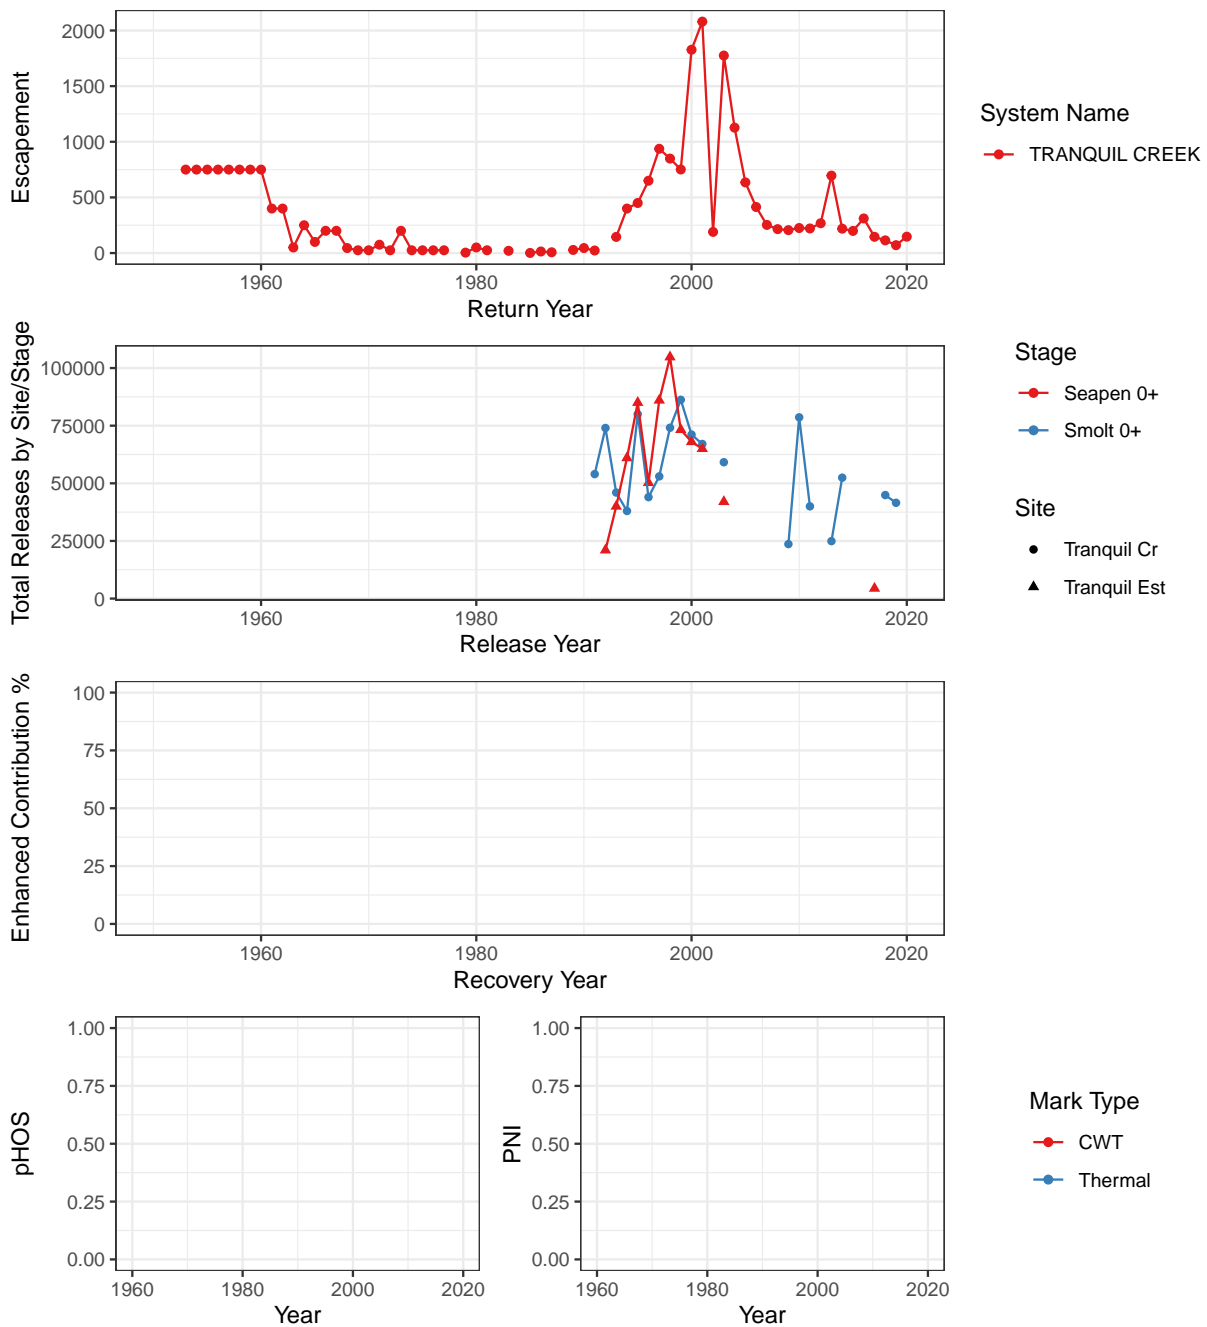 Escapement
2000
1500
1000
500
0
1960 1980 2000 2020
Return Year
System Name
TRANQUIL CREEK
Total Releases by Site/Stage
100000
75000
50000
25000
0
1960 1980 2000 2020
Release Year
Stage
Seapen 0+
Smolt 0+
Site
Tranquil Cr
Tranquil Est
Enhanced Contribution %
100
75
50
25
0
1960 1980 2000 2020
Recovery Year
pHOS
1.00
0.75
0.50
0.25
0.00
1960 1980 2000 2020
Year
PNI
1.00
0.75
0.50
0.25
0.00
1960 1980 2000 2020
Year
Mark Type
CWT
Thermal